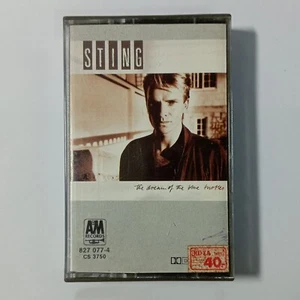 STING
the dream of the blue turtles
A&M
RECORDS
827 077-4
CS 3750
40.